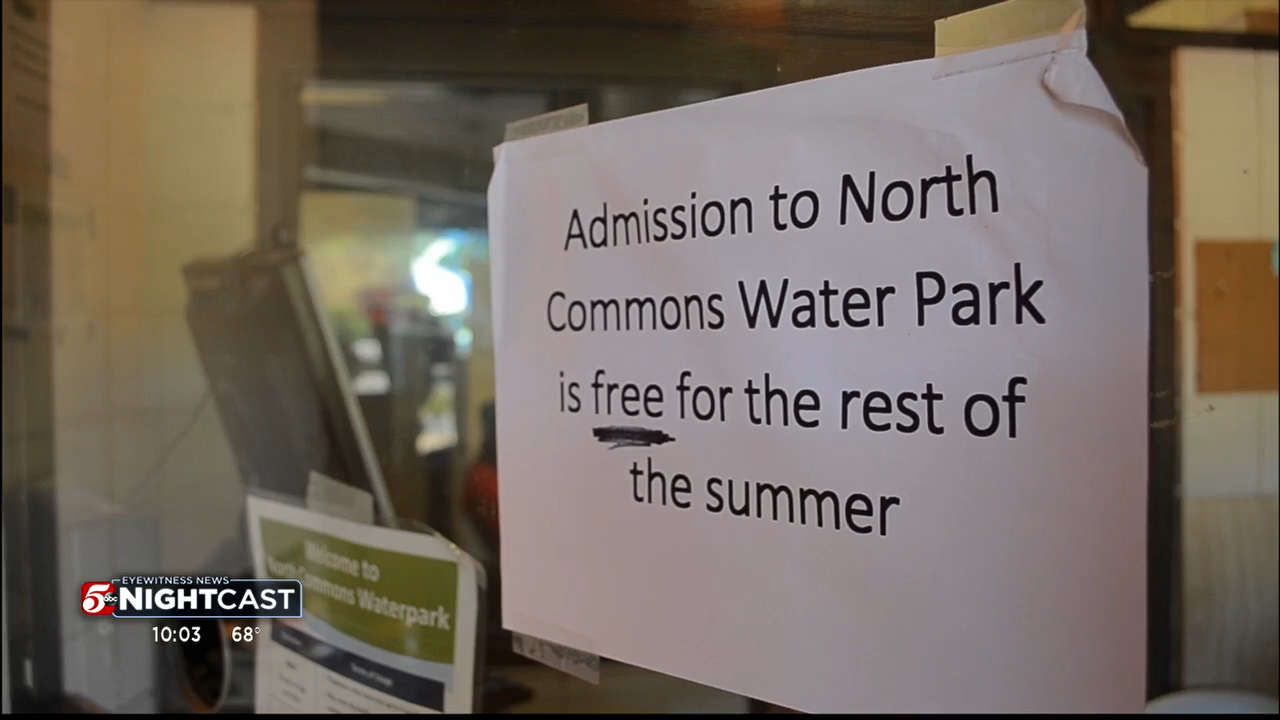 Admission to North
Commons Water Park
is free for the rest of
the summer
Welcome to
North Commons Waterpark
EYEWITNESS NEWS
5 abc NIGHTCAST
10:03 68°